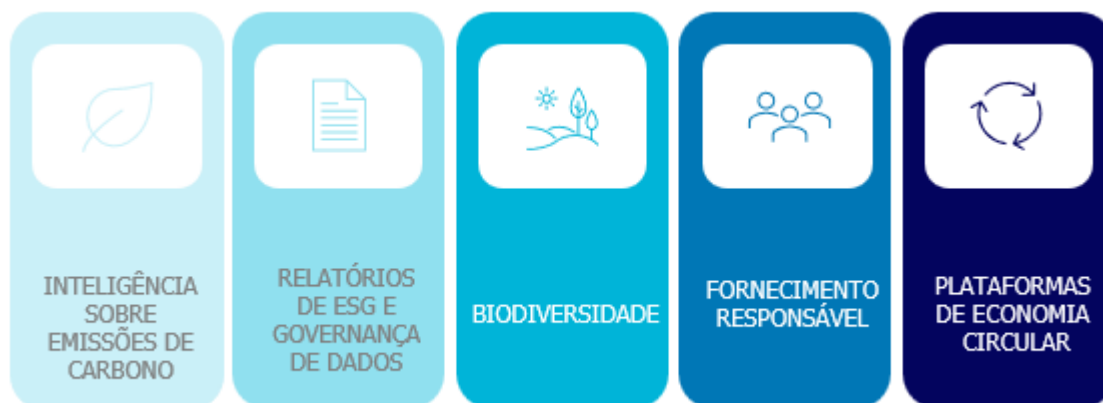 INTELIGÊNCIA
SOBRE
EMISSÕES DE
CARBONO
RELATÓRIOS
DE ESG E
GOVERNANÇA
DE DADOS
BIODIVERSIDADE
FORNECIMENTO
RESPONSÁVEL
PLATAFORMAS
DE ECONOMIA
CIRCULAR